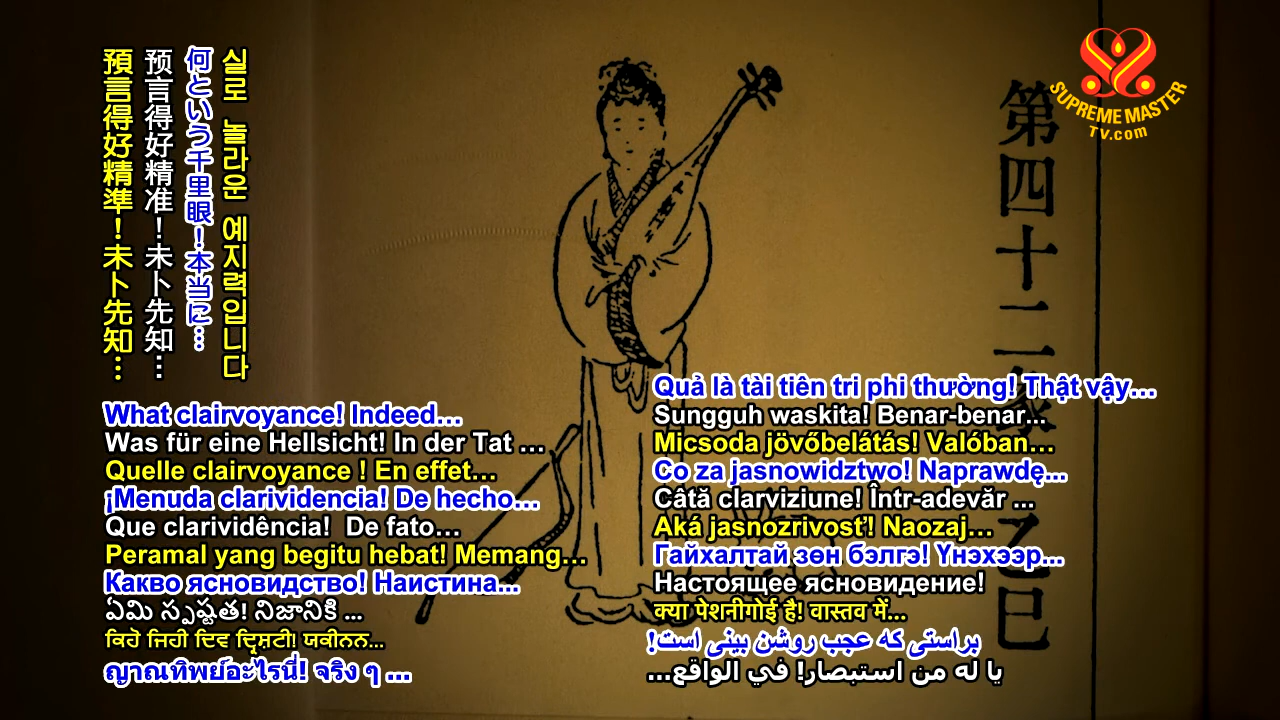 預言得好精準！未卜先知…
预言得好精准！未卜先知…
何という千里眼！本当に…
실로 놀라운 예지력입니다
SUPREME MASTER
TV.com
第四十二 乙巳
What clairvoyance! Indeed…
Was für eine Hellsicht! In der Tat …
Quelle clairvoyance ! En effet…
¡Menuda clarividencia! De hecho…
Que clarividência!  De fato…
Peramal yang begitu hebat! Memang…
Какво ясновидство! Наистина...
ఏమి స్పష్టత! నిజానికి ...
ਕਿਹੋ ਜਿਹੀ ਦਿਵ ਦ੍ਰਿਸ਼ਟੀ! ਯਕੀਨਨ...
ญาณทิพย์อะไรนี่! จริง ๆ ...
Quả là tài tiên tri phi thường! Thật vậy…
Sungguh waskita! Benar-benar...
Micsoda jövőbelátás! Valóban…
Co za jasnowidztwo! Naprawdę...
Câtă clarviziune! Într-adevăr ...
Aká jasnozrivosť! Naozaj…
Гайхалтай зөн бэлгэ! Үнэхээр...
Настоящее ясновидение!
क्या पेशनीगोई है! वास्तव में...
براستی که عجب روشن بینی است!
يا له من استبصار! في الواقع...